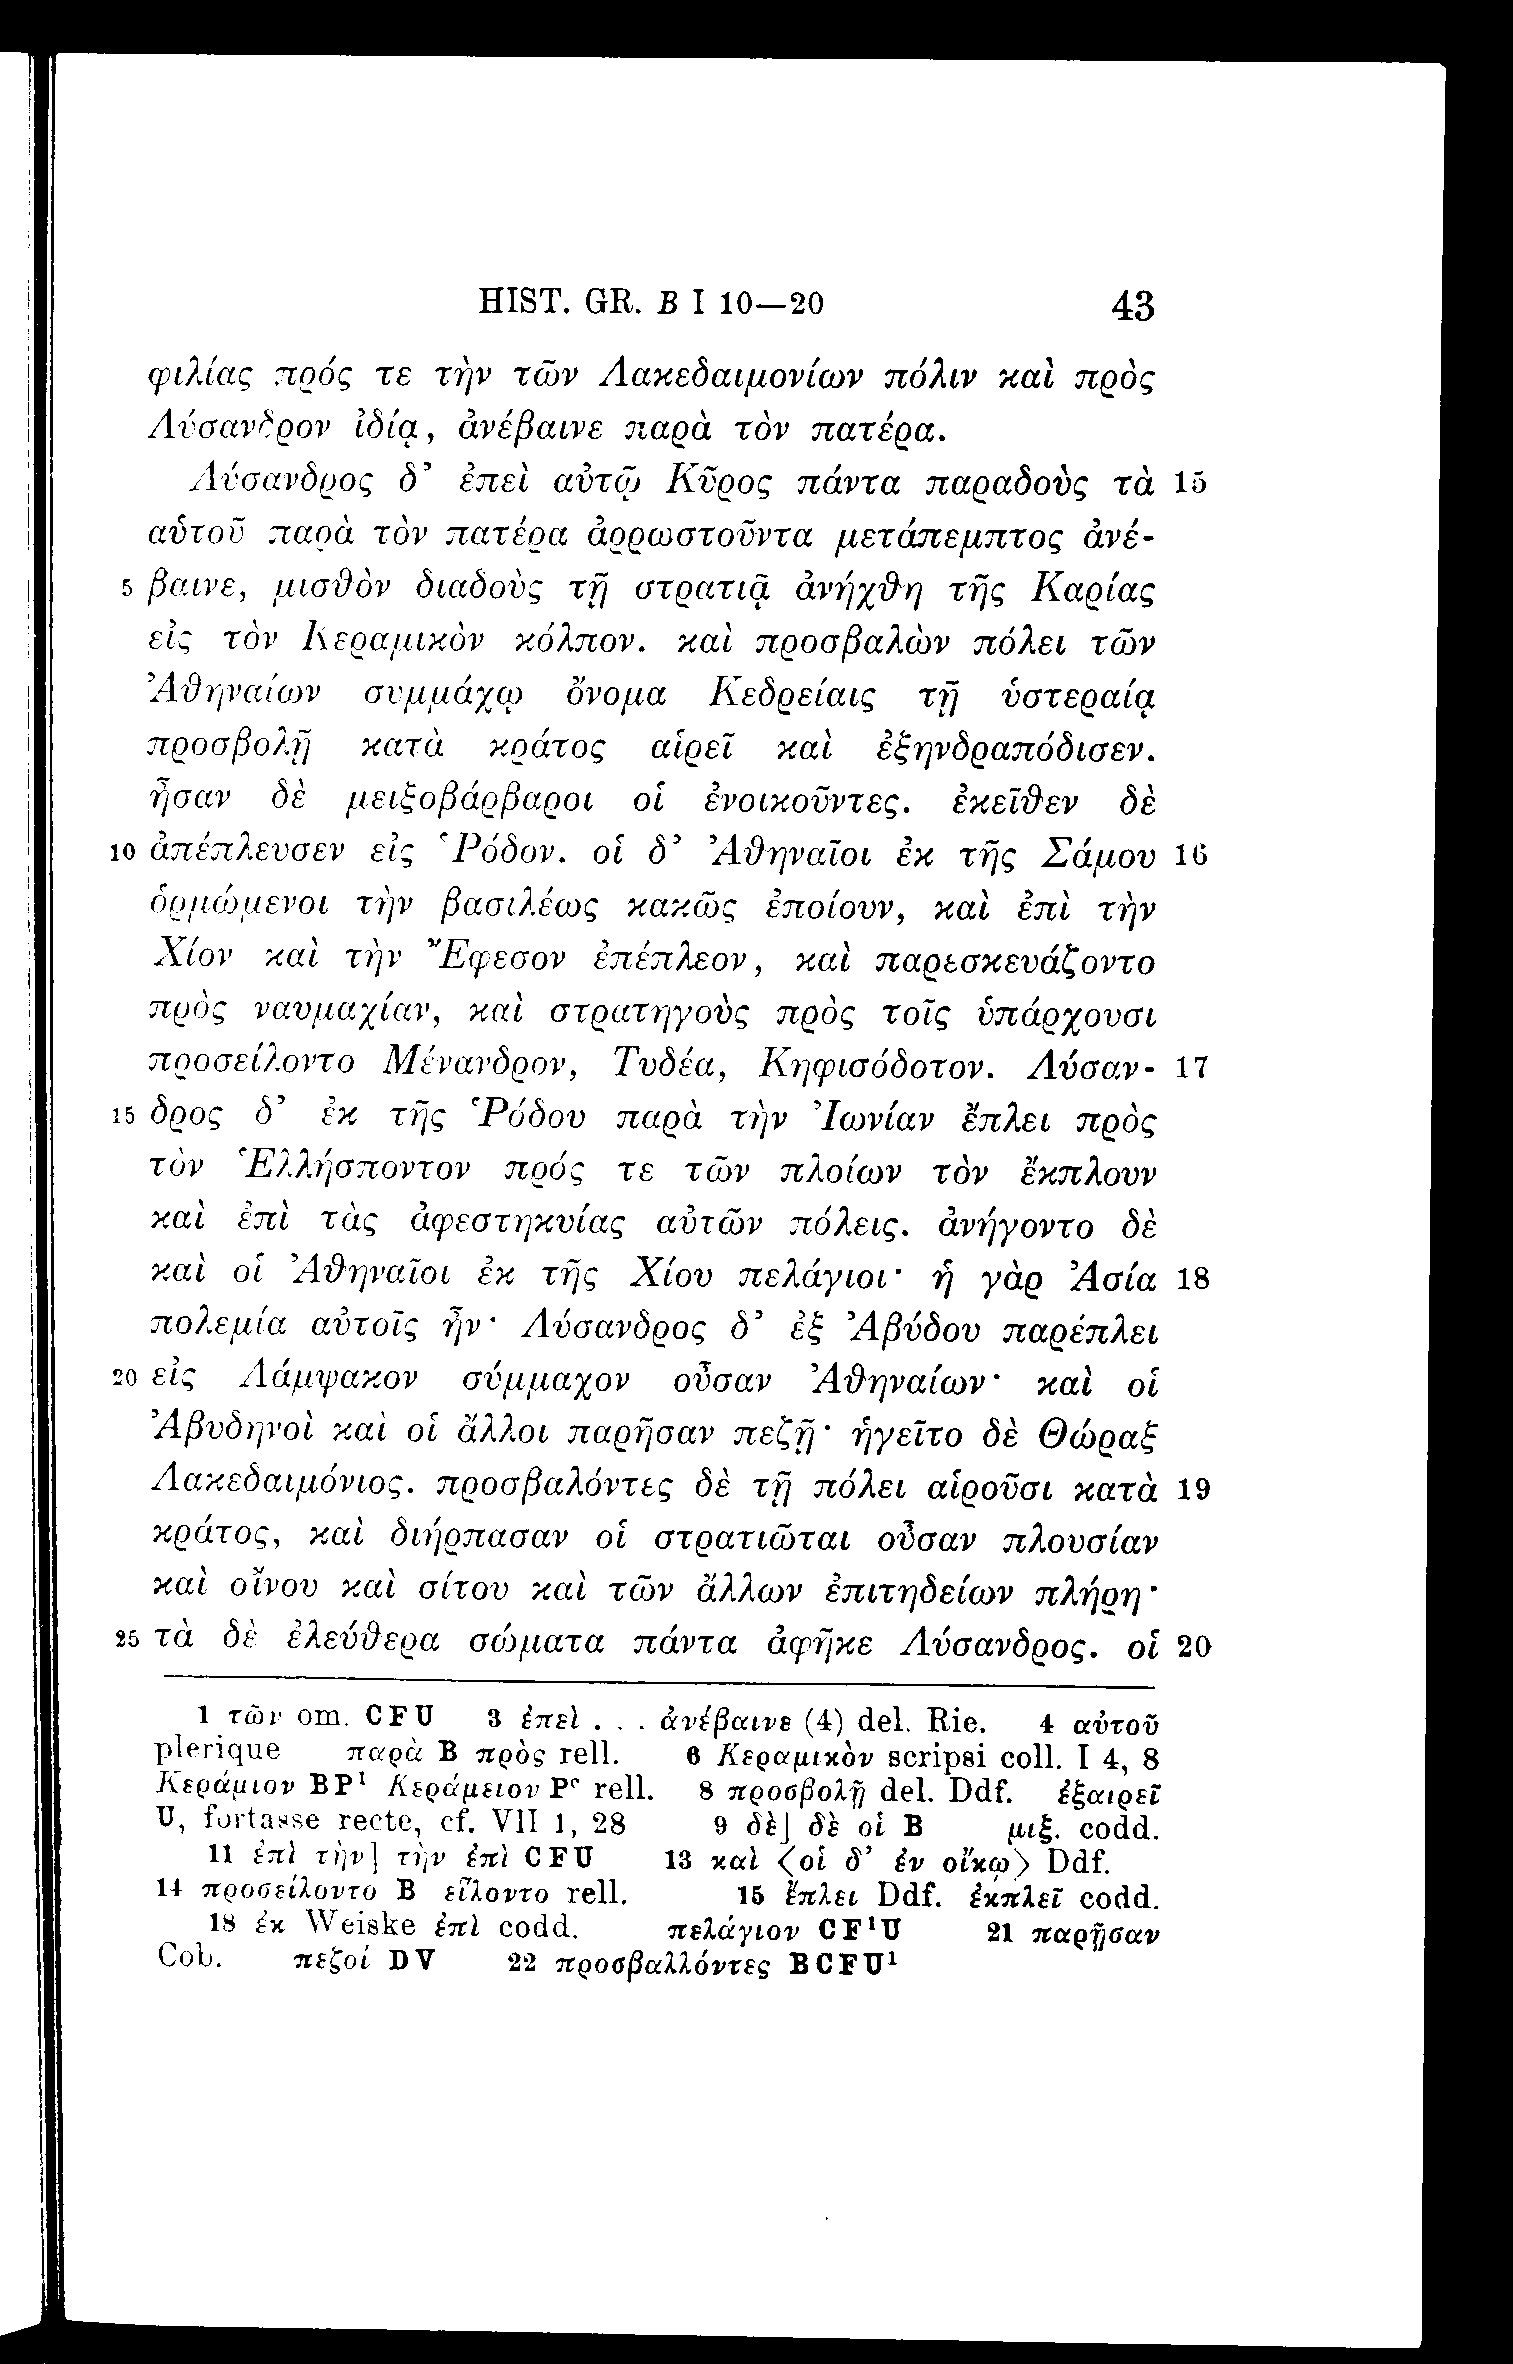 HIST. GR. B I 10—20 43
φιλίας πρός τε τὴν τῶν Λακεδαιμονίων πόλιν καὶ πρὸς
Λύσανδρον ἰδίᾳ, ἀνέβαινε παρὰ τὸν πατέρα.
Λύσανδρος δ᾽ ἐπεὶ αὐτῷ Κῦρος πάντα παραδοὺς τὰ 15
αὑτοῦ παρὰ τὸν πατέρα ἀρρωστοῦντα μετάπεμπτος ἀνέ-
5 βαινε, μισθὸν διαδοὺς τῇ στρατιᾷ ἀνήχθη τῆς Καρίας
εἰς τὸν Κεραμικὸν κόλπον. καὶ προσβαλὼν πόλει τῶν
Ἀθηναίων συμμάχῳ ὄνομα Κεδρείαις τῇ ὑστεραίᾳ
προσβολῇ κατὰ κράτος αἱρεῖ καὶ ἐξηνδραπόδισεν.
ἦσαν δὲ μειξοβάρβαροι οἱ ἐνοικοῦντες. ἐκεῖθεν δὲ
10 ἀπέπλευσεν εἰς Ῥόδον. οἱ δ᾽ Ἀθηναῖοι ἐκ τῆς Σάμου 16
ὁρμώμενοι τὴν βασιλέως κακῶς ἐποίουν, καὶ ἐπὶ τὴν
Χίον καὶ τὴν Ἔφεσον ἐπέπλεον, καὶ παρεσκευάζοντο
πρὸς ναυμαχίαν, καὶ στρατηγοὺς πρὸς τοῖς ὑπάρχουσι
προσείλοντο Μένανδρον, Τυδέα, Κηφισόδοτον. Λύσαν- 17
15 δρος δ᾽ ἐκ τῆς Ῥόδου παρὰ τὴν Ἰωνίαν ἔπλει πρὸς
τὸν Ἑλλήσποντον πρός τε τῶν πλοίων τὸν ἔκπλουν
καὶ ἐπὶ τὰς ἀφεστηκυίας αὐτῶν πόλεις. ἀνήγοντο δὲ
καὶ οἱ Ἀθηναῖοι ἐκ τῆς Χίου πελάγιοι· ἡ γὰρ Ἀσία 18
πολεμία αὐτοῖς ἦν· Λύσανδρος δ᾽ ἐξ Ἀβύδου παρέπλει
20 εἰς Λάμψακον σύμμαχον οὖσαν Ἀθηναίων· καὶ οἱ
Ἀβυδηνοὶ καὶ οἱ ἄλλοι παρῆσαν πεζῇ· ἡγεῖτο δὲ Θώραξ
Λακεδαιμόνιος. προσβαλόντες δὲ τῇ πόλει αἱροῦσι κατὰ 19
κράτος, καὶ διήρπασαν οἱ στρατιῶται οὖσαν πλουσίαν
καὶ οἴνου καὶ σίτου καὶ τῶν ἄλλων ἐπιτηδείων πλήρη·
25 τὰ δὲ ἐλεύθερα σώματα πάντα ἀφῆκε Λύσανδρος. οἱ 20
1 τῶν om. CFU 3 ἐπεὶ . . . ἀνέβαινε (4) del. Rie. 4 αὐτοῦ
plerique παρὰ B πρὸς rell. 6 Κεραμικὸν scripsi coll. I 4, 8
Κεράμιον BP¹ Κεράμειον Pᶜ rell. 8 προσβολῇ del. Ddf. ἐξαιρεῖ
U, fortasse recte, cf. VII 1, 28 9 δὲ] δὲ οἱ B μιξ. codd.
11 ἐπὶ τὴν] τὴν ἐπὶ CFU 13 καὶ ⟨οἱ δ᾽ ἐν οἴκῳ⟩ Ddf.
14 προσείλοντο B εἵλοντο rell. 15 ἔπλει Ddf. ἐκπλεῖ codd.
18 ἐκ Weiske ἐπὶ codd. πελάγιον CF¹U 21 παρῇσαν
Cob. πεζοί DV 22 προσβαλλόντες BCFU¹